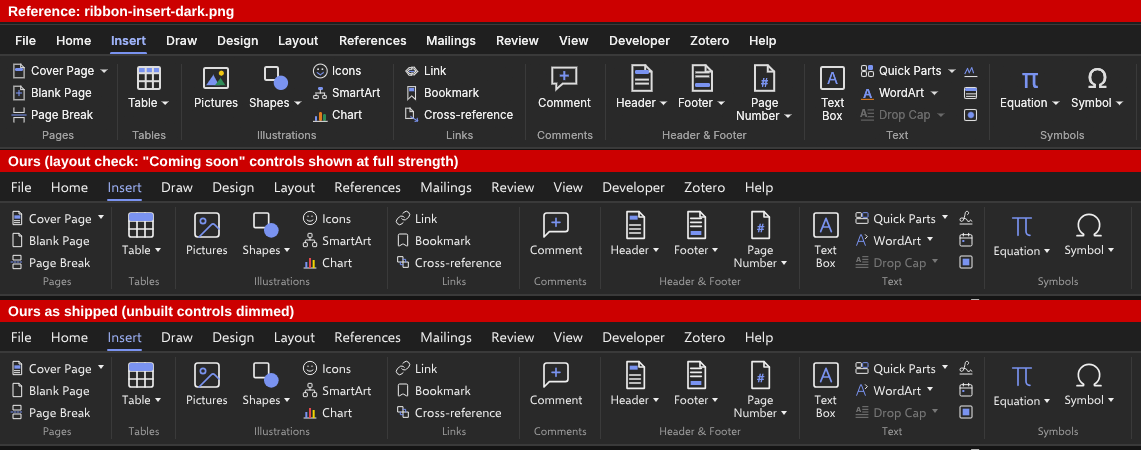 Reference: ribbon-insert-dark.png
File Home Insert Draw Design Layout References Mailings Review View Developer Zotero Help
Cover Page Table Pictures Shapes Icons Link Comment Header Footer Page Number # A Text Box Quick Parts π Equation Ω Symbol
Blank Page SmartArt Bookmark A WordArt
Page Break Chart Cross-reference A Drop Cap
Pages Tables Illustrations Links Comments Header & Footer Text Symbols
Ours (layout check: "Coming soon" controls shown at full strength)
File Home Insert Draw Design Layout References Mailings Review View Developer Zotero Help
Cover Page Table Pictures Shapes Icons Link Comment Header Footer Page Number # A Text Box Quick Parts π Equation Ω Symbol
Blank Page SmartArt Bookmark A WordArt
Page Break Chart Cross-reference A Drop Cap
Pages Tables Illustrations Links Comments Header & Footer Text Symbols
Ours as shipped (unbuilt controls dimmed)
File Home Insert Draw Design Layout References Mailings Review View Developer Zotero Help
Cover Page Table Pictures Shapes Icons Link Comment Header Footer Page Number # A Text Box Quick Parts π Equation Ω Symbol
Blank Page SmartArt Bookmark A WordArt
Page Break Chart Cross-reference A Drop Cap
Pages Tables Illustrations Links Comments Header & Footer Text Symbols